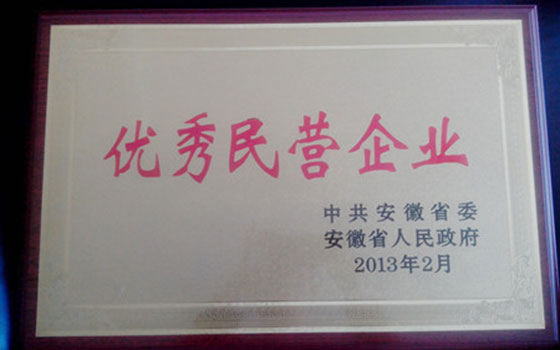 优秀民营企业
中共安徽省委
安徽省人民政府
2013年2月